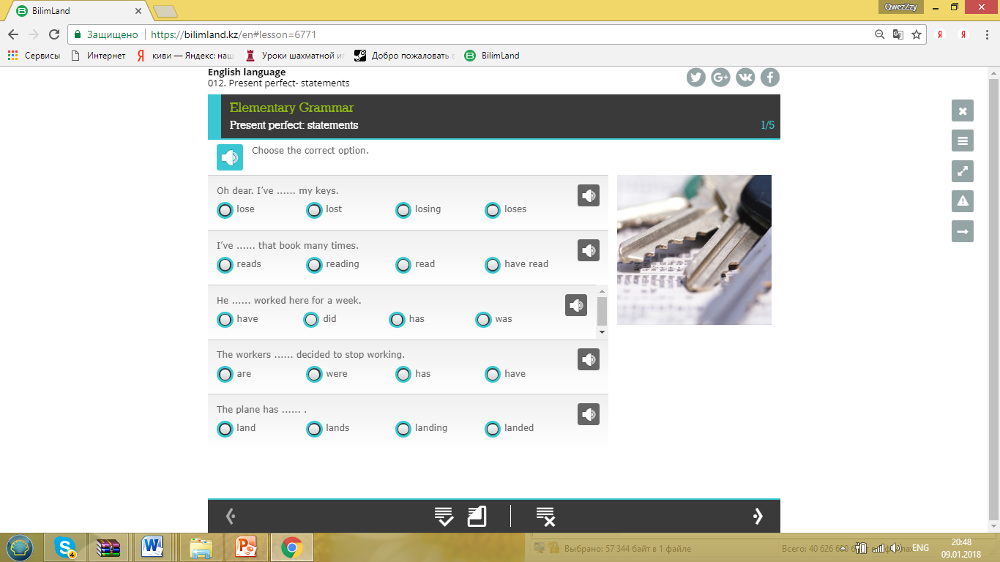 BilimLand
QwezZzy
Защищено
https://bilimland.kz/en#lesson=6771
Сервисы
Интернет
киви — Яндекс: наш
Уроки шахматной иг
Добро пожаловать в
BilimLand
English language
012. Present perfect- statements
Elementary Grammar
Present perfect: statements
1/5
Choose the correct option.
Oh dear. I’ve ...... my keys.
lose lost losing loses
I’ve ...... that book many times.
reads reading read have read
He ...... worked here for a week.
have did has was
The workers ...... decided to stop working.
are were has have
The plane has ...... .
land lands landing landed
Выбрано: 57 344 байт в 1 файле
Всего: 40 626
ENG
20:48
09.01.2018